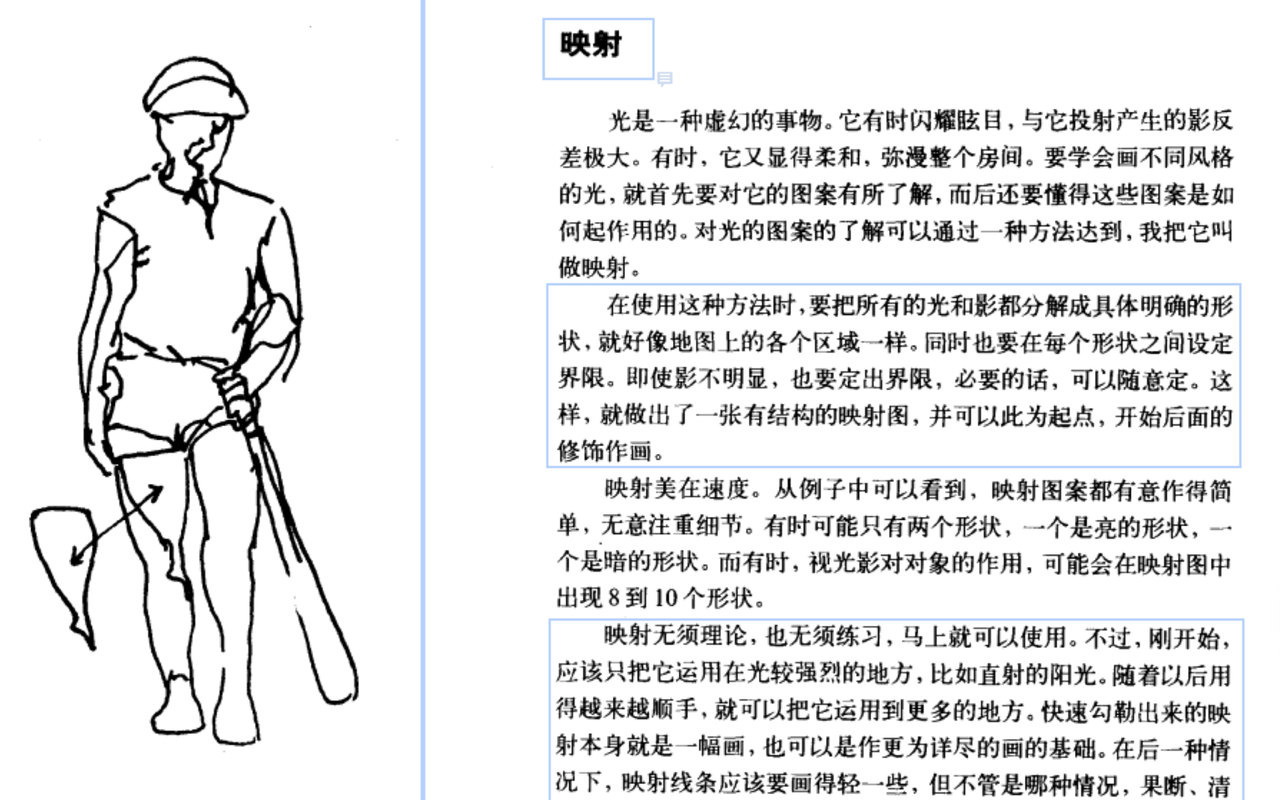 映射
光是一种虚幻的事物。它有时闪耀眩目，与它投射产生的影反
差极大。有时，它又显得柔和，弥漫整个房间。要学会画不同风格
的光，就首先要对它的图案有所了解，而后还要懂得这些图案是如
何起作用的。对光的图案的了解可以通过一种方法达到，我把它叫
做映射。
在使用这种方法时，要把所有的光和影都分解成具体明确的形
状，就好像地图上的各个区域一样。同时也要在每个形状之间设定
界限。即使影不明显，也要定出界限，必要的话，可以随意定。这
样，就做出了一张有结构的映射图，并可以此为起点，开始后面的
修饰作画。
映射美在速度。从例子中可以看到，映射图案都有意作得简
单，无意注重细节。有时可能只有两个形状，一个是亮的形状，一
个是暗的形状。而有时，视光影对对象的作用，可能会在映射图中
出现 8 到 10 个形状。
映射无须理论，也无须练习，马上就可以使用。不过，刚开始，
应该只把它运用在光较强烈的地方，比如直射的阳光。随着以后用
得越来越顺手，就可以把它运用到更多的地方。快速勾勒出来的映
射本身就是一幅画，也可以是作更为详尽的画的基础。在后一种情
况下，映射线条应该要画得轻一些，但不管是哪种情况，果断、清